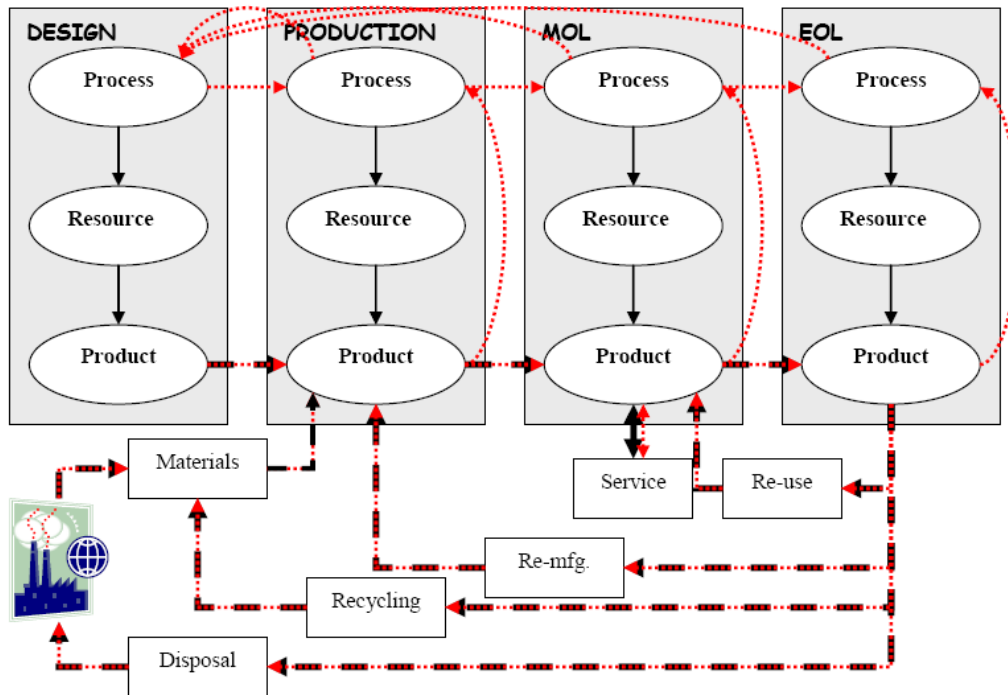 DESIGN
PRODUCTION
MOL
EOL
Process
Process
Process
Process
Resource
Resource
Resource
Resource
Product
Product
Product
Product
Materials
Service
Re-use
Re-mfg.
Recycling
Disposal